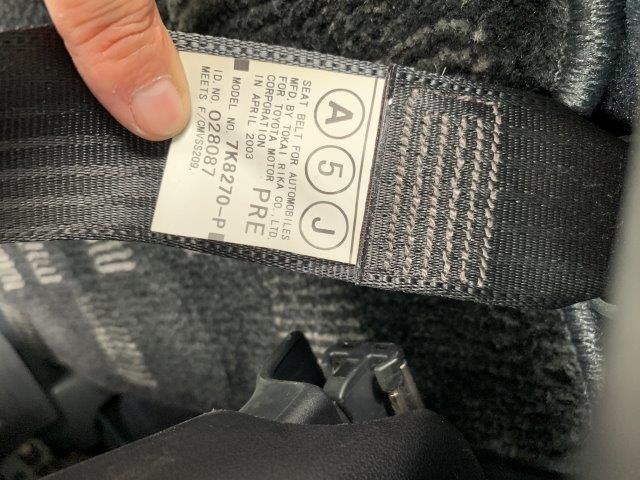 A 5 J
SEAT BELT FOR AUTOMOBILES
MFD. BY TOKAI RIKA CO., LTD.
FOR TOYOTA MOTOR
CORPORATION PRE
IN APRIL 2003
MODEL NO. 7K8270-P
ID. NO. 028087
MEETS F/CMVSS209.